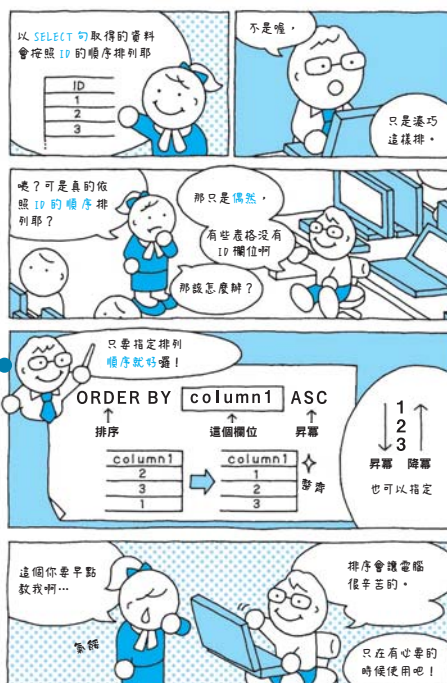 以 SELECT 句取得的資料
會按照 ID 的順序排列耶
ID
1
2
3
不是喔，
只是湊巧
這樣排。
咦？可是真的依
照 ID 的順序排
列耶？
那只是偶然，
有些表格沒有
ID 欄位啊
那該怎麼辦？
只要指定排列
順序就好囉！
ORDER BY column1 ASC
排序
這個欄位
昇冪
column1
2
3
1
column1
1
2
3
整齊
1
2
3
昇冪 降冪
也可以指定
這個你要早點
教我啊…
氣餒
排序會讓電腦
很辛苦的。
只在有必要的
時候使用吧！